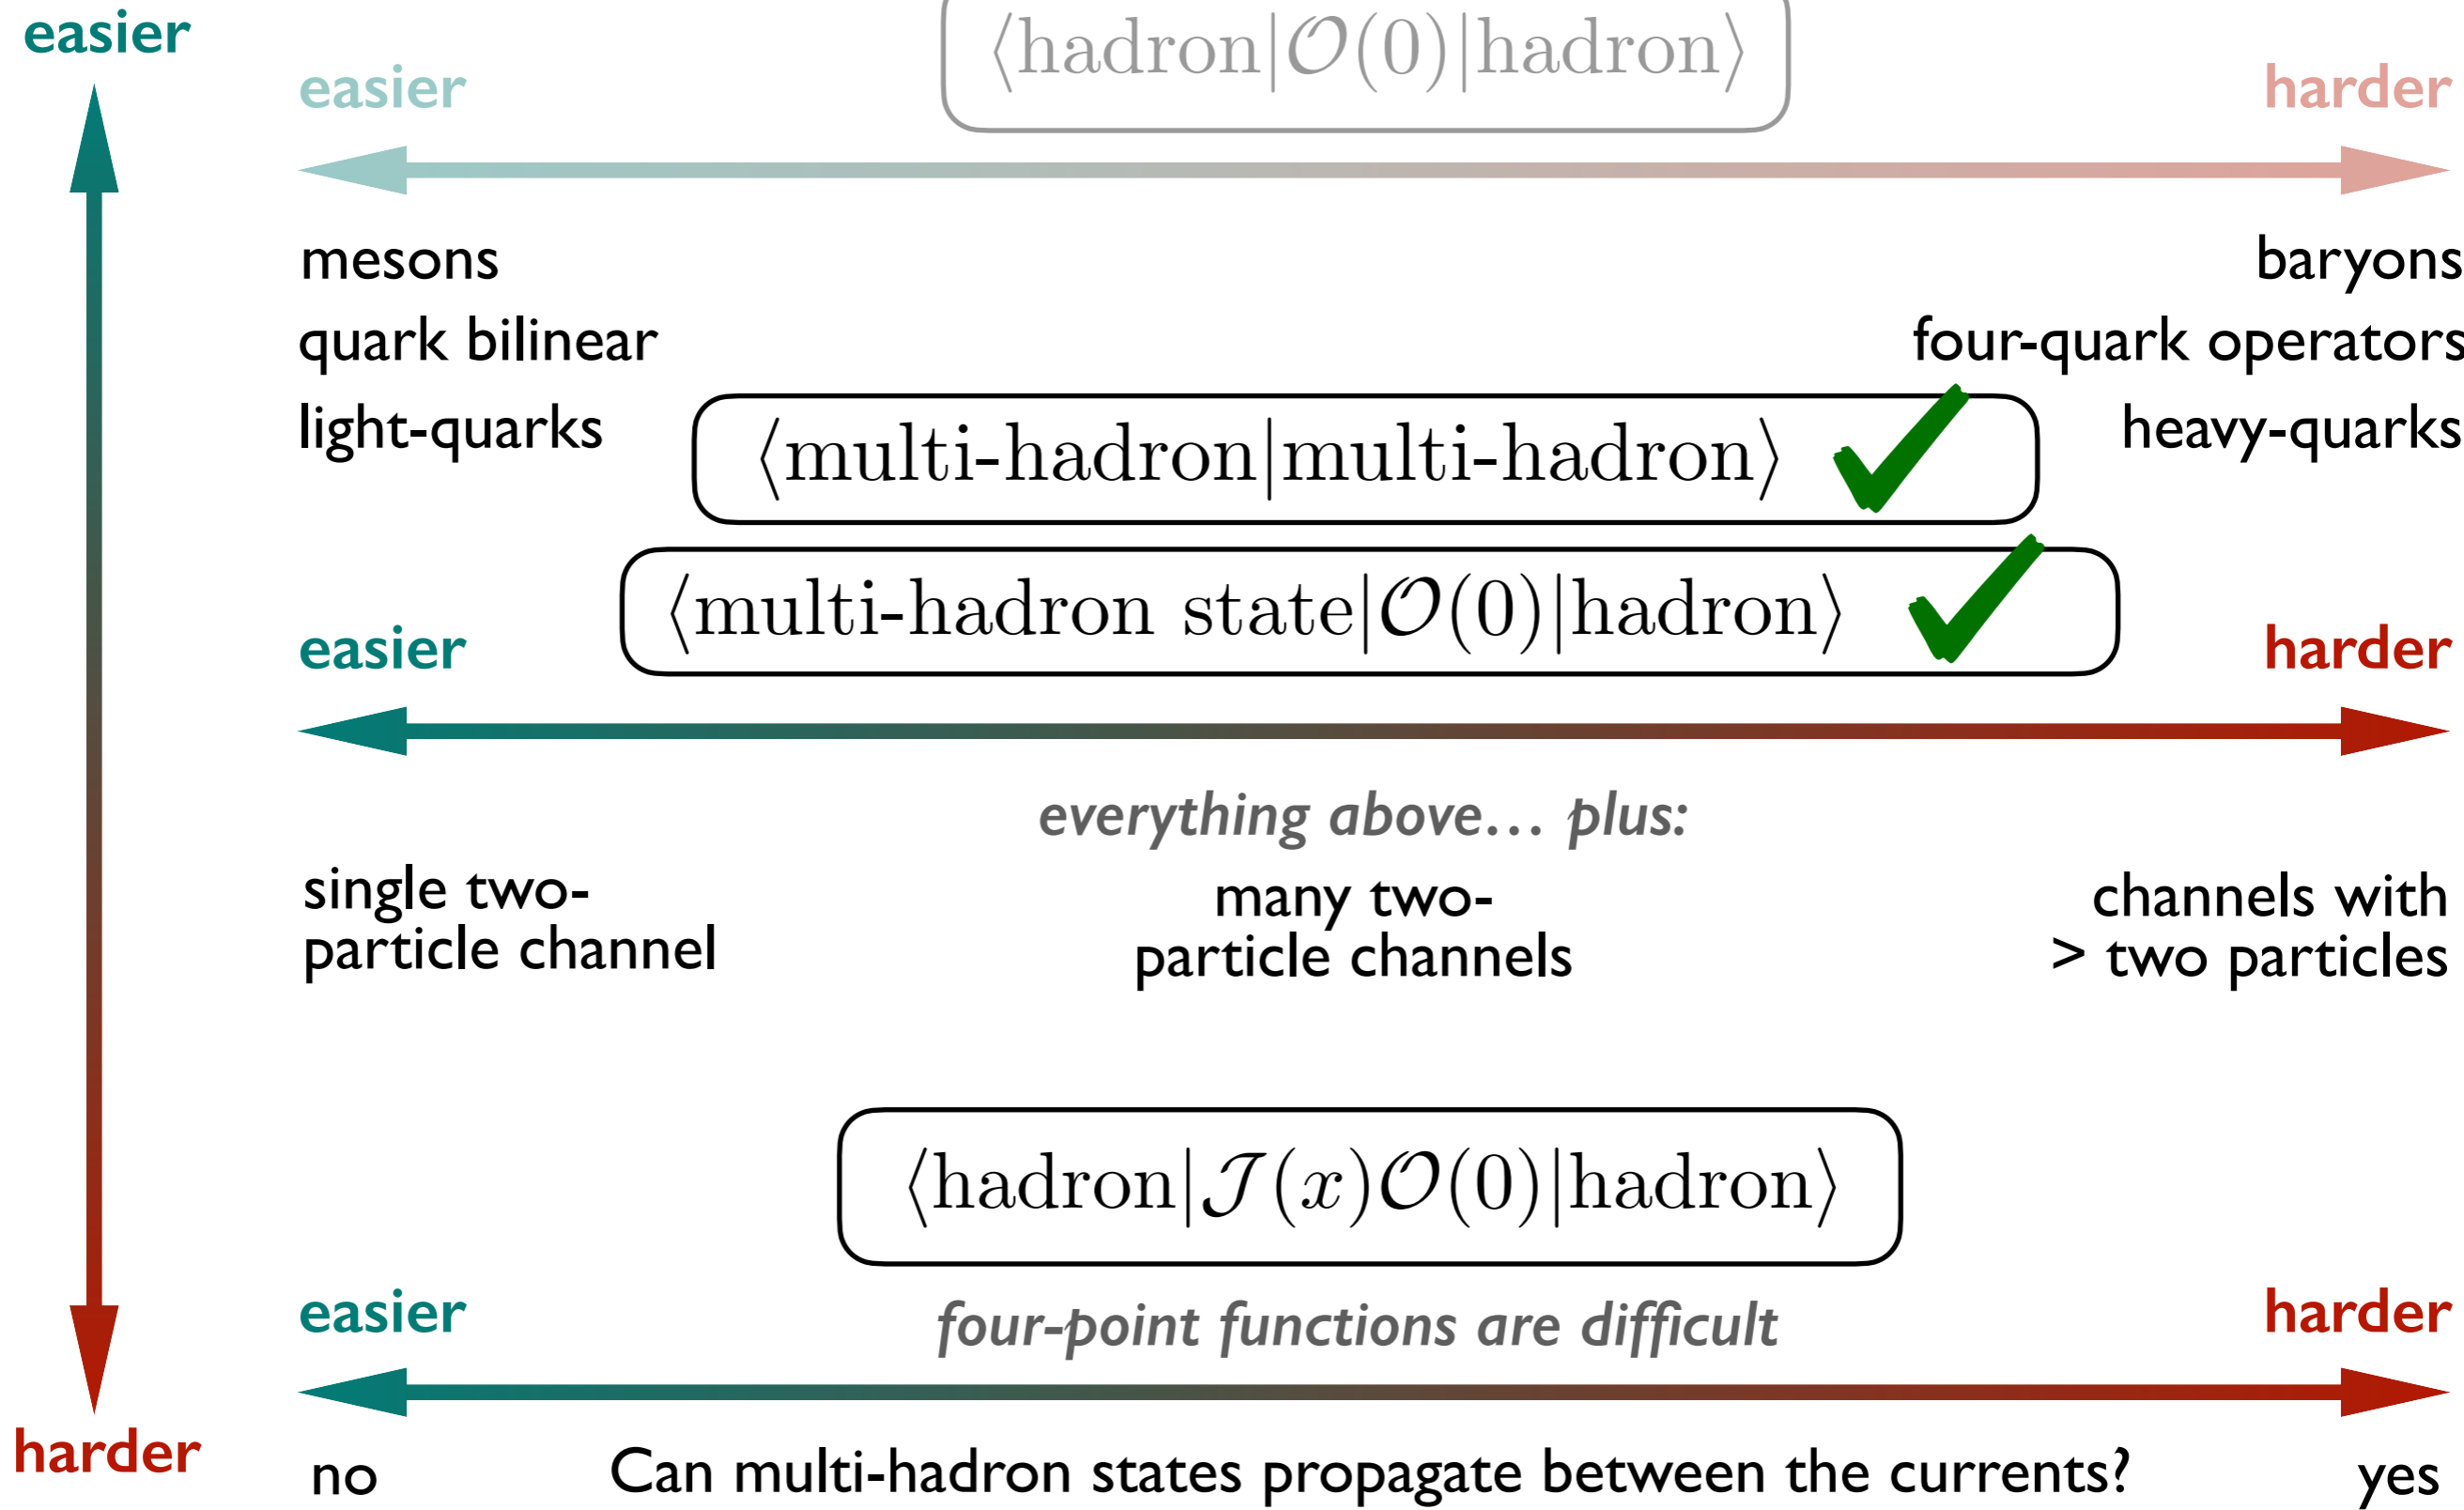 easier
⟨hadron|𝒪(0)|hadron⟩
easier harder
mesons baryons
quark bilinear four-quark operators
light-quarks heavy-quarks
⟨multi-hadron|multi-hadron⟩ ✓
⟨multi-hadron state|𝒪(0)|hadron⟩ ✓
easier harder
everything above… plus:
single two- many two- channels with
particle channel particle channels > two particles
⟨hadron|𝒥(x)𝒪(0)|hadron⟩
easier harder
four-point functions are difficult
harder
no Can multi-hadron states propagate between the currents? yes